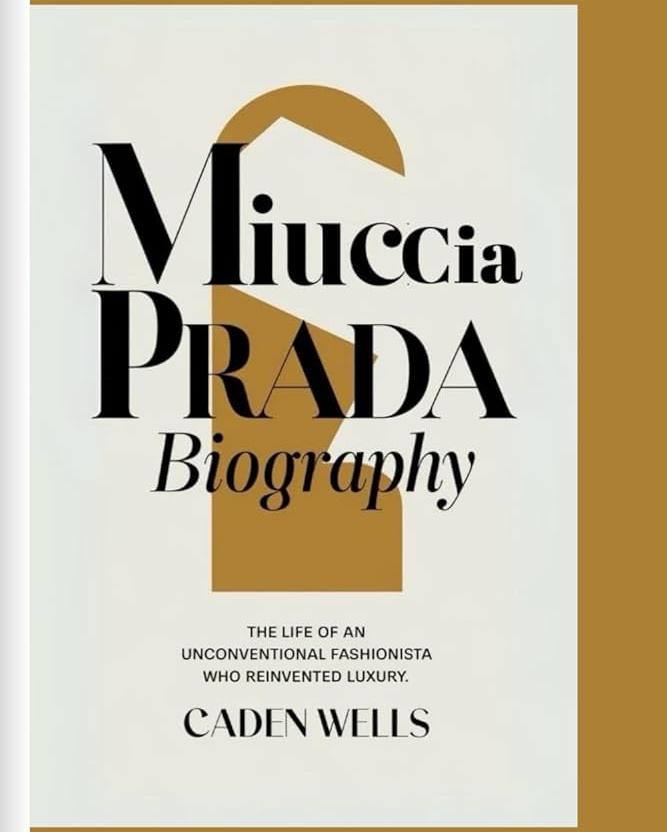 Miuccia
PRADA
Biography
THE LIFE OF AN
UNCONVENTIONAL FASHIONISTA
WHO REINVENTED LUXURY.
CADEN WELLS